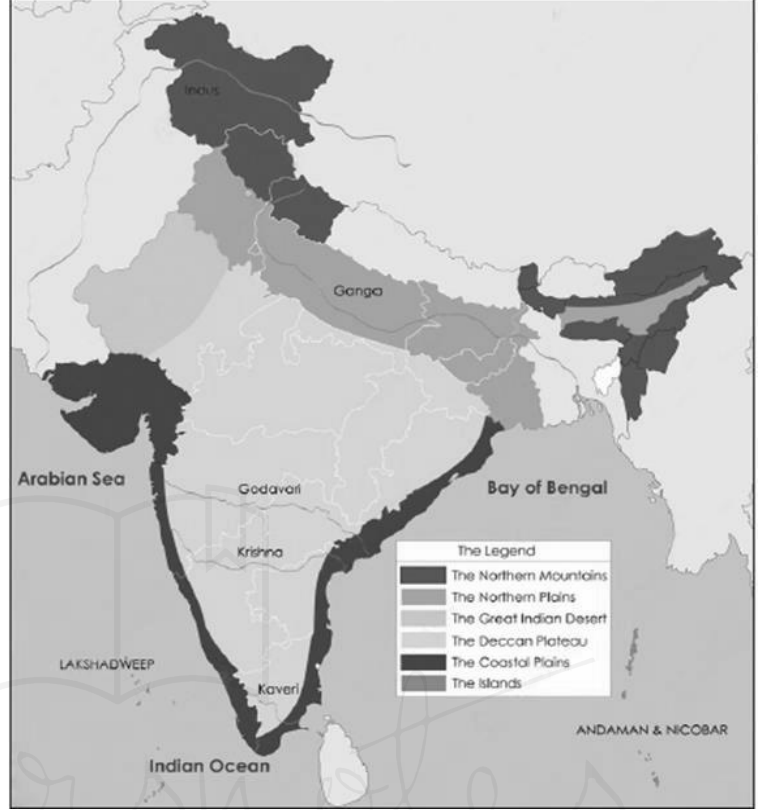 Indus
Ganga
Arabian Sea
Godavari
Bay of Bengal
Krishna
The Legend
The Northern Mountains
The Northern Plains
The Great Indian Desert
The Deccan Plateau
The Coastal Plains
The Islands
LAKSHADWEEP
Kaveri
ANDAMAN & NICOBAR
Indian Ocean